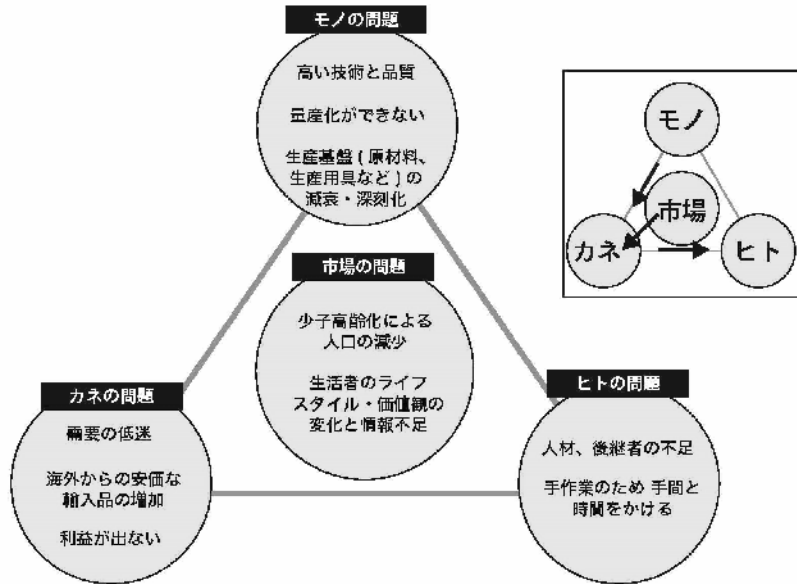 モノの問題
高い技術と品質
量産化ができない
生産基盤(原材料、
生産用具など)の
減衰・深刻化
モノ
市場
カネ
ヒト
市場の問題
少子高齢化による
人口の減少
生活者のライフ
スタイル・価値観の
変化と情報不足
カネの問題
需要の低迷
海外からの安価な
輸入品の増加
利益が出ない
ヒトの問題
人材、後継者の不足
手作業のため 手間と
時間をかける